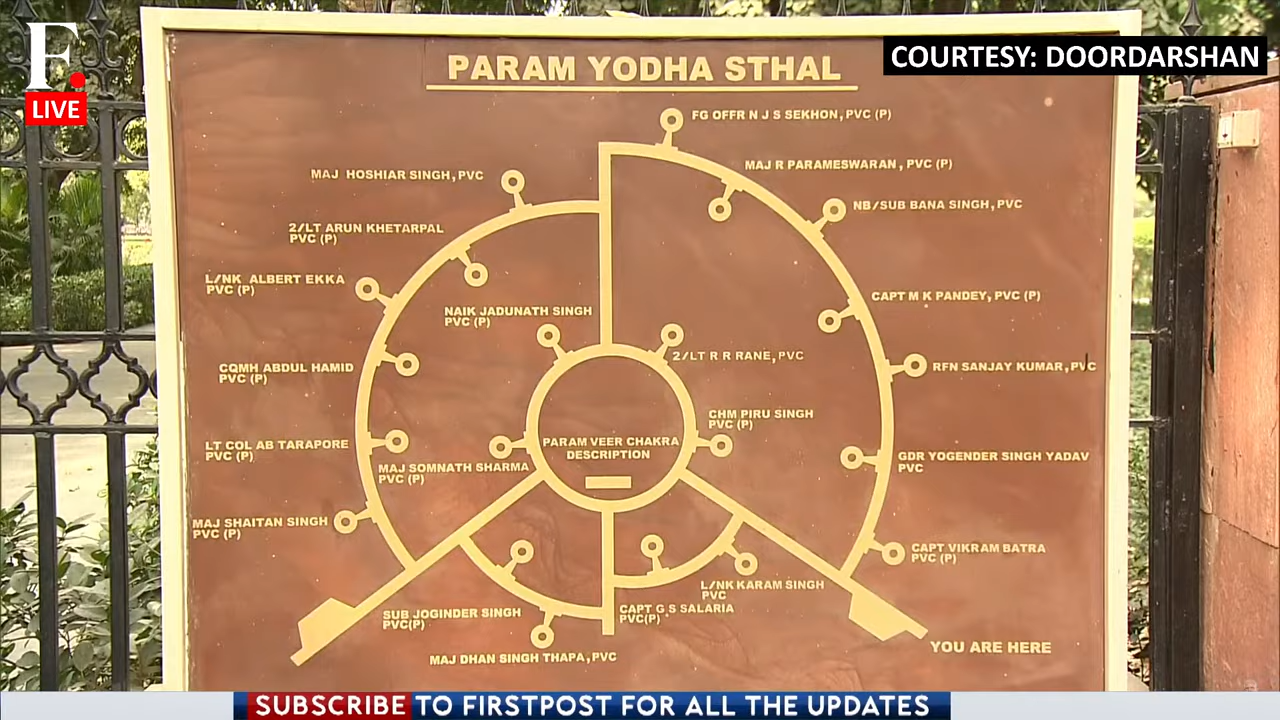 F
LIVE
COURTESY: DOORDARSHAN
PARAM YODHA STHAL
FG OFFR N J S SEKHON, PVC (P)
MAJ R PARAMESWARAN, PVC (P)
MAJ HOSHIAR SINGH, PVC
NB/SUB BANA SINGH, PVC
2/LT ARUN KHETARPAL
PVC (P)
L/NK ALBERT EKKA
PVC (P)
CAPT M K PANDEY, PVC (P)
NAIK JADUNATH SINGH
PVC (P)
2/LT R R RANE, PVC
CQMH ABDUL HAMID
PVC (P)
RFN SANJAY KUMAR, PVC
CHM PIRU SINGH
PVC (P)
LT COL AB TARAPORE
PVC (P)
PARAM VEER CHAKRA
DESCRIPTION
MAJ SOMNATH SHARMA
PVC (P)
GDR YOGENDER SINGH YADAV
PVC
MAJ SHAITAN SINGH
PVC (P)
CAPT VIKRAM BATRA
PVC (P)
L/NK KARAM SINGH
PVC
SUB JOGINDER SINGH
PVC(P)
CAPT G S SALARIA
PVC(P)
MAJ DHAN SINGH THAPA, PVC
YOU ARE HERE
SUBSCRIBE TO FIRSTPOST FOR ALL THE UPDATES